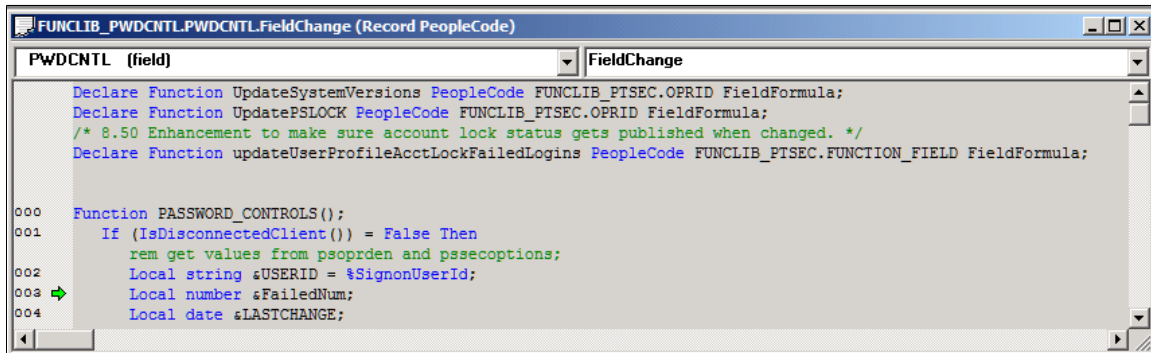 FUNCLIB_PWDCNTL.PWDCNTL.FieldChange (Record PeopleCode)
PWDCNTL (field) FieldChange
Declare Function UpdateSystemVersions PeopleCode FUNCLIB_PTSEC.OPRID FieldFormula;
Declare Function UpdatePSLOCK PeopleCode FUNCLIB_PTSEC.OPRID FieldFormula;
/* 8.50 Enhancement to make sure account lock status gets published when changed. */
Declare Function updateUserProfileAcctLockFailedLogins PeopleCode FUNCLIB_PTSEC.FUNCTION_FIELD FieldFormula;
000 Function PASSWORD_CONTROLS();
001 If (IsDisconnectedClient()) = False Then
rem get values from psoprden and pssecoptions;
002 Local string &USERID = %SignonUserId;
003 Local number &FailedNum;
004 Local date &LASTCHANGE;